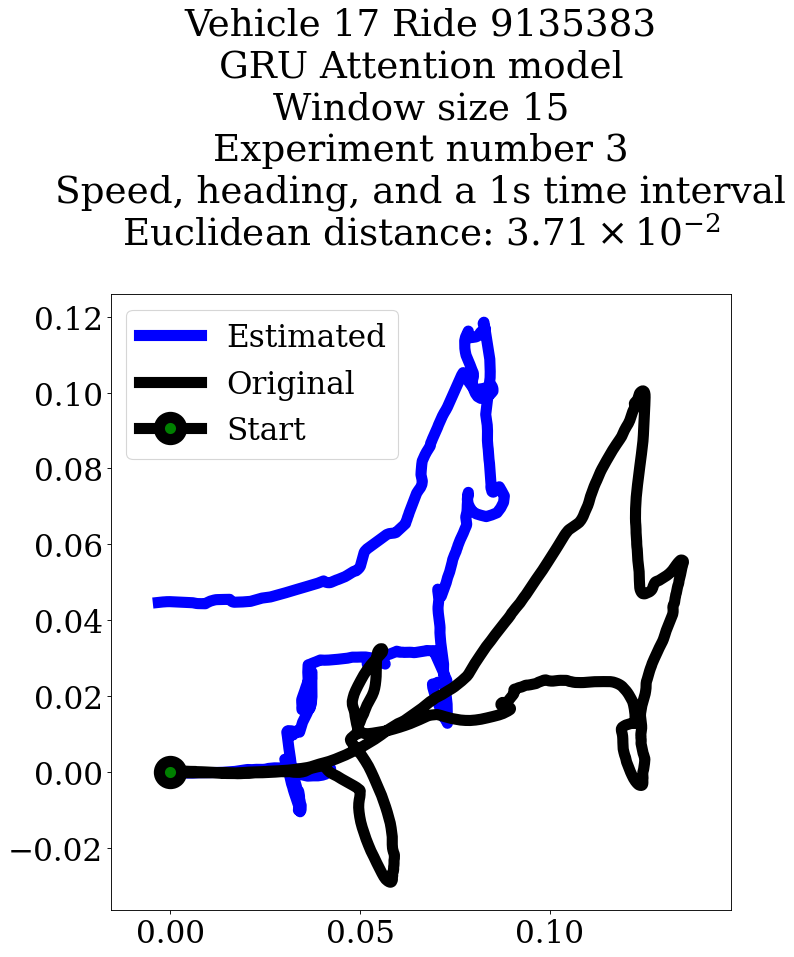 Vehicle 17 Ride 9135383
GRU Attention model
Window size 15
Experiment number 3
Speed, heading, and a 1s time interval
Euclidean distance: 3.71 × 10⁻²
Estimated
Original
Start
0.12
0.10
0.08
0.06
0.04
0.02
0.00
−0.02
0.00 0.05 0.10